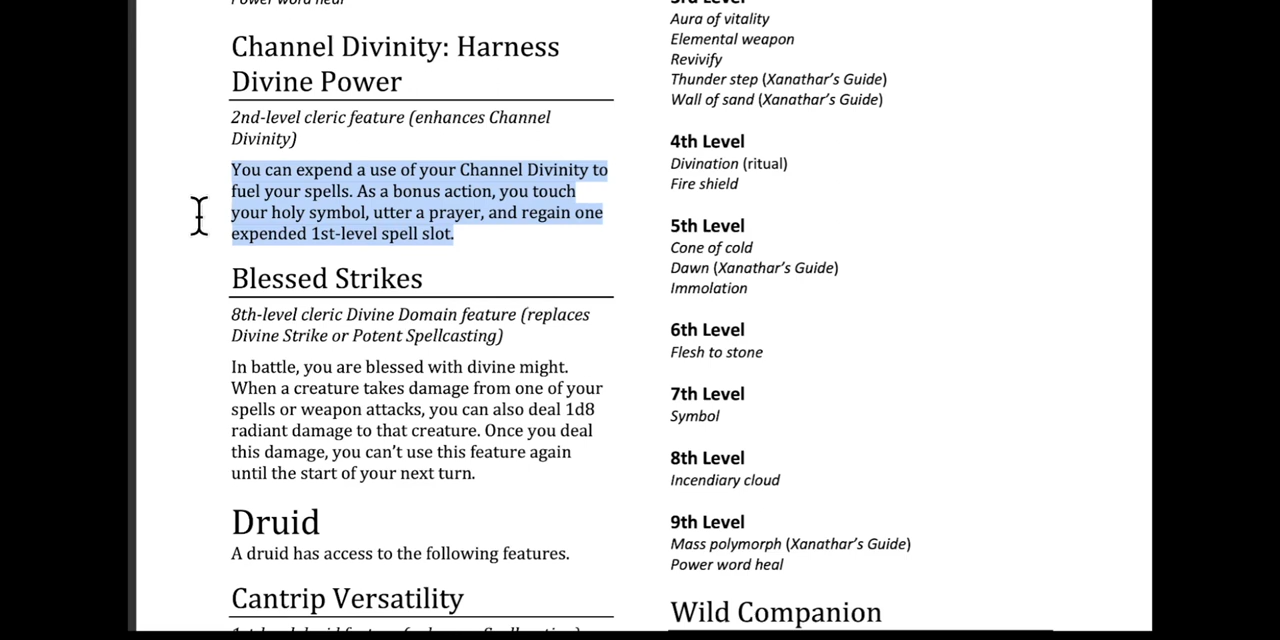 Power word heal
Channel Divinity: Harness
Divine Power
2nd-level cleric feature (enhances Channel
Divinity)
You can expend a use of your Channel Divinity to
fuel your spells. As a bonus action, you touch
your holy symbol, utter a prayer, and regain one
expended 1st-level spell slot.
Blessed Strikes
8th-level cleric Divine Domain feature (replaces
Divine Strike or Potent Spellcasting)
In battle, you are blessed with divine might.
When a creature takes damage from one of your
spells or weapon attacks, you can also deal 1d8
radiant damage to that creature. Once you deal
this damage, you can’t use this feature again
until the start of your next turn.
Druid
A druid has access to the following features.
Cantrip Versatility
3rd Level
Aura of vitality
Elemental weapon
Revivify
Thunder step (Xanathar’s Guide)
Wall of sand (Xanathar’s Guide)
4th Level
Divination (ritual)
Fire shield
5th Level
Cone of cold
Dawn (Xanathar’s Guide)
Immolation
6th Level
Flesh to stone
7th Level
Symbol
8th Level
Incendiary cloud
9th Level
Mass polymorph (Xanathar’s Guide)
Power word heal
Wild Companion